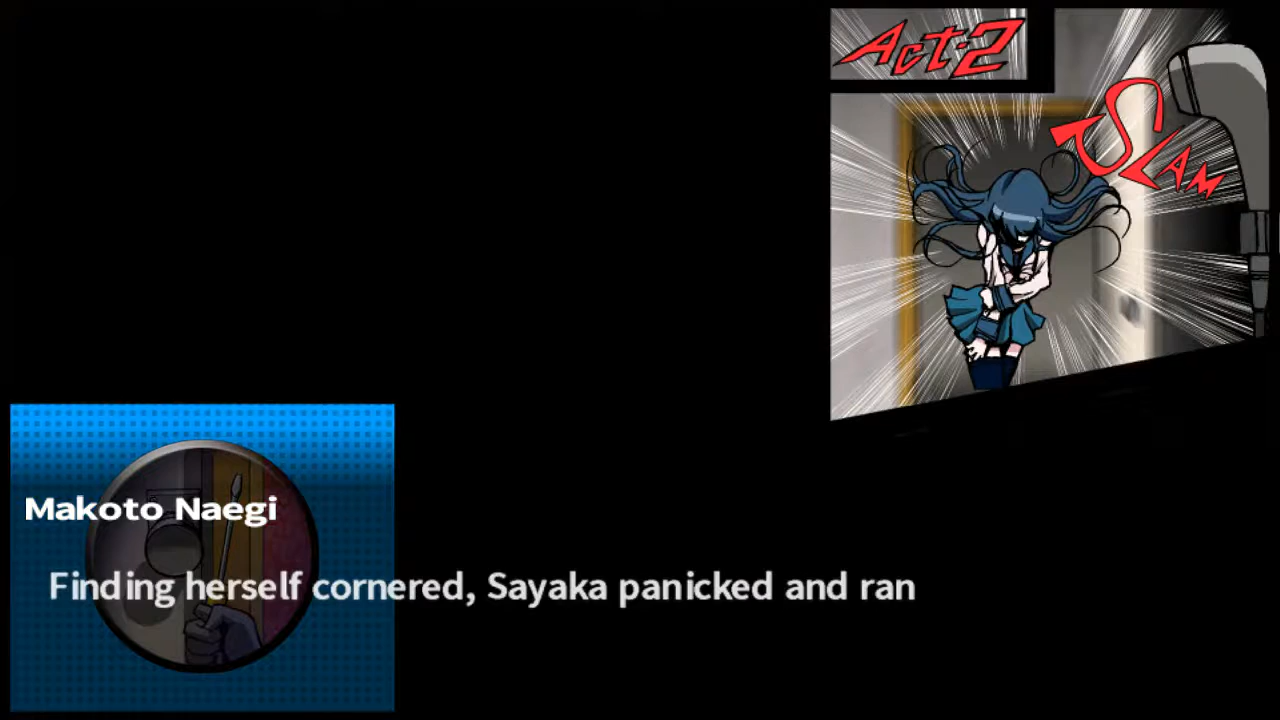 Act.2
SLAM
Makoto Naegi
Finding herself cornered, Sayaka panicked and ran